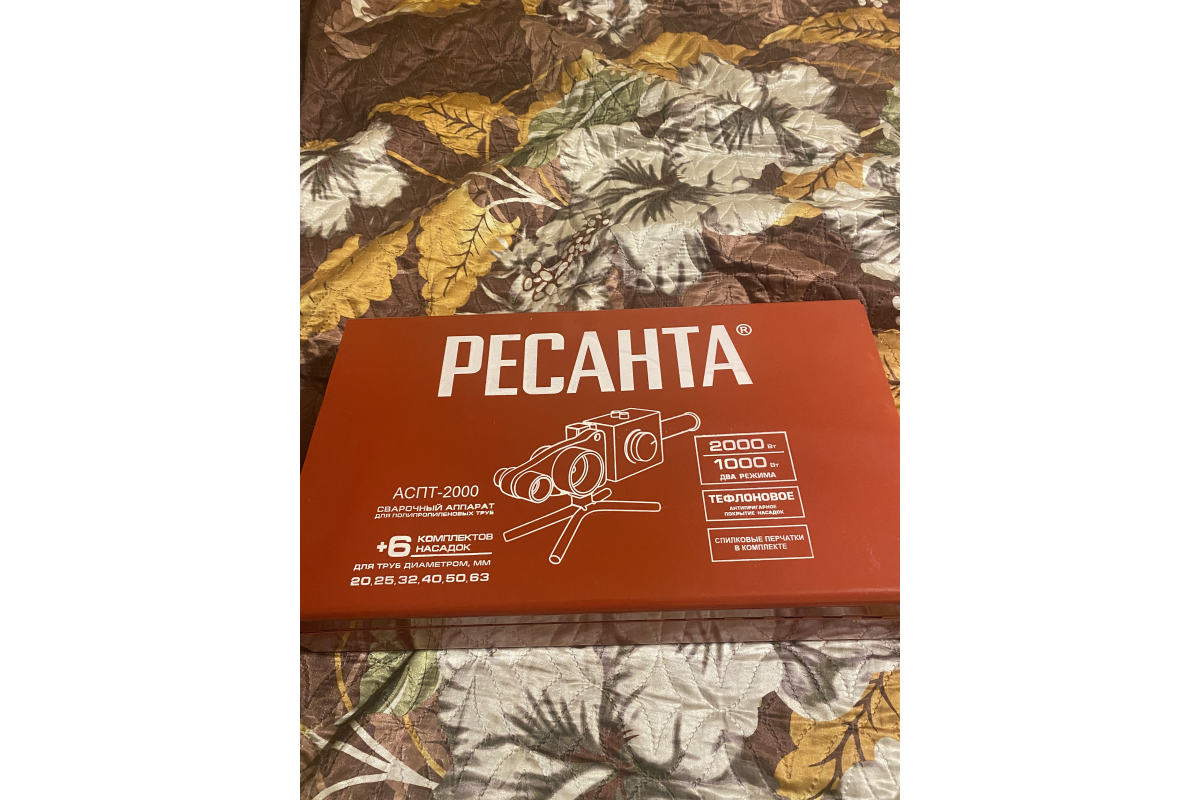 РЕСАНТА®
АСПТ-2000
СВАРОЧНЫЙ АППАРАТ
ДЛЯ ПОЛИПРОПИЛЕНОВЫХ ТРУБ
+6 КОМПЛЕКТОВ
НАСАДОК
ДЛЯ ТРУБ ДИАМЕТРОМ, ММ
20,25,32,40,50,63
2000 Вт
1000 Вт
ДВА РЕЖИМА
ТЕФЛОНОВОЕ
АНТИПРИГАРНОЕ
ПОКРЫТИЕ НАСАДОК
СПИЛКОВЫЕ ПЕРЧАТКИ
В КОМПЛЕКТЕ